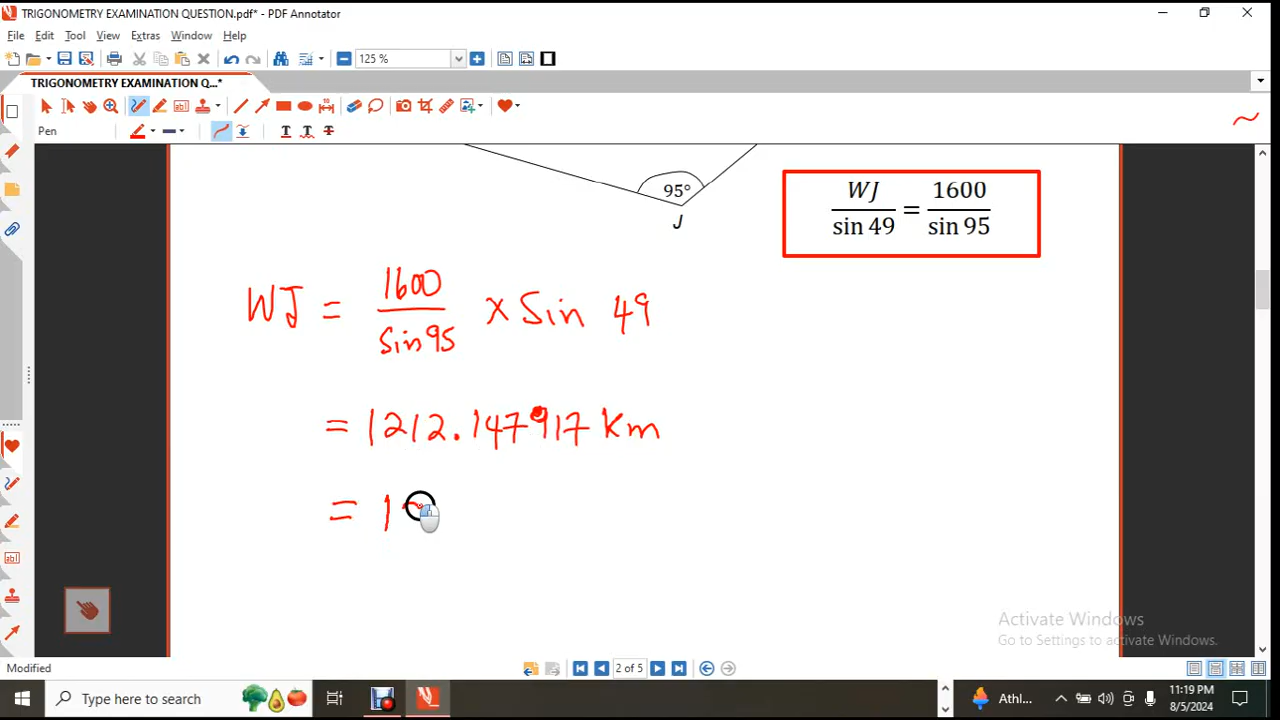 TRIGONOMETRY EXAMINATION QUESTION.pdf* - PDF Annotator
File Edit Tool View Extras Window Help
125 %
TRIGONOMETRY EXAMINATION Q...*
Pen
95°
J
WJ / sin 49 = 1600 / sin 95
WJ = 1600 / Sin 95 × Sin 49
= 1212.147917 Km
= 1
Activate Windows
Go to Settings to activate Windows.
2 of 5
Modified
Type here to search
Athl...
11:19 PM
8/5/2024